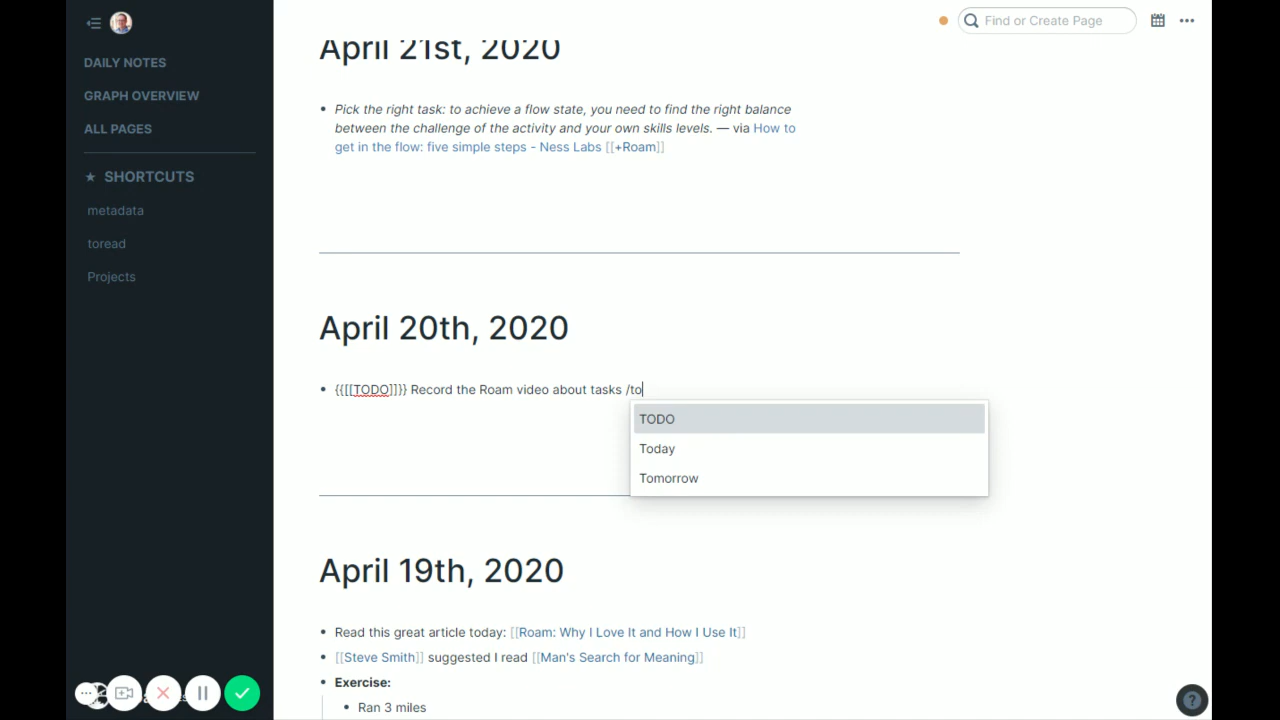 DAILY NOTES
GRAPH OVERVIEW
ALL PAGES
★ SHORTCUTS
metadata
toread
Projects
Find or Create Page
April 21st, 2020
• Pick the right task: to achieve a flow state, you need to find the right balance
between the challenge of the activity and your own skills levels. — via How to
get in the flow: five simple steps - Ness Labs [[+Roam]]
April 20th, 2020
• {{[[TODO]]}} Record the Roam video about tasks /to
TODO
Today
Tomorrow
April 19th, 2020
• Read this great article today: [[Roam: Why I Love It and How I Use It]]
• [[Steve Smith]] suggested I read [[Man's Search for Meaning]]
• Exercise:
• Ran 3 miles
?